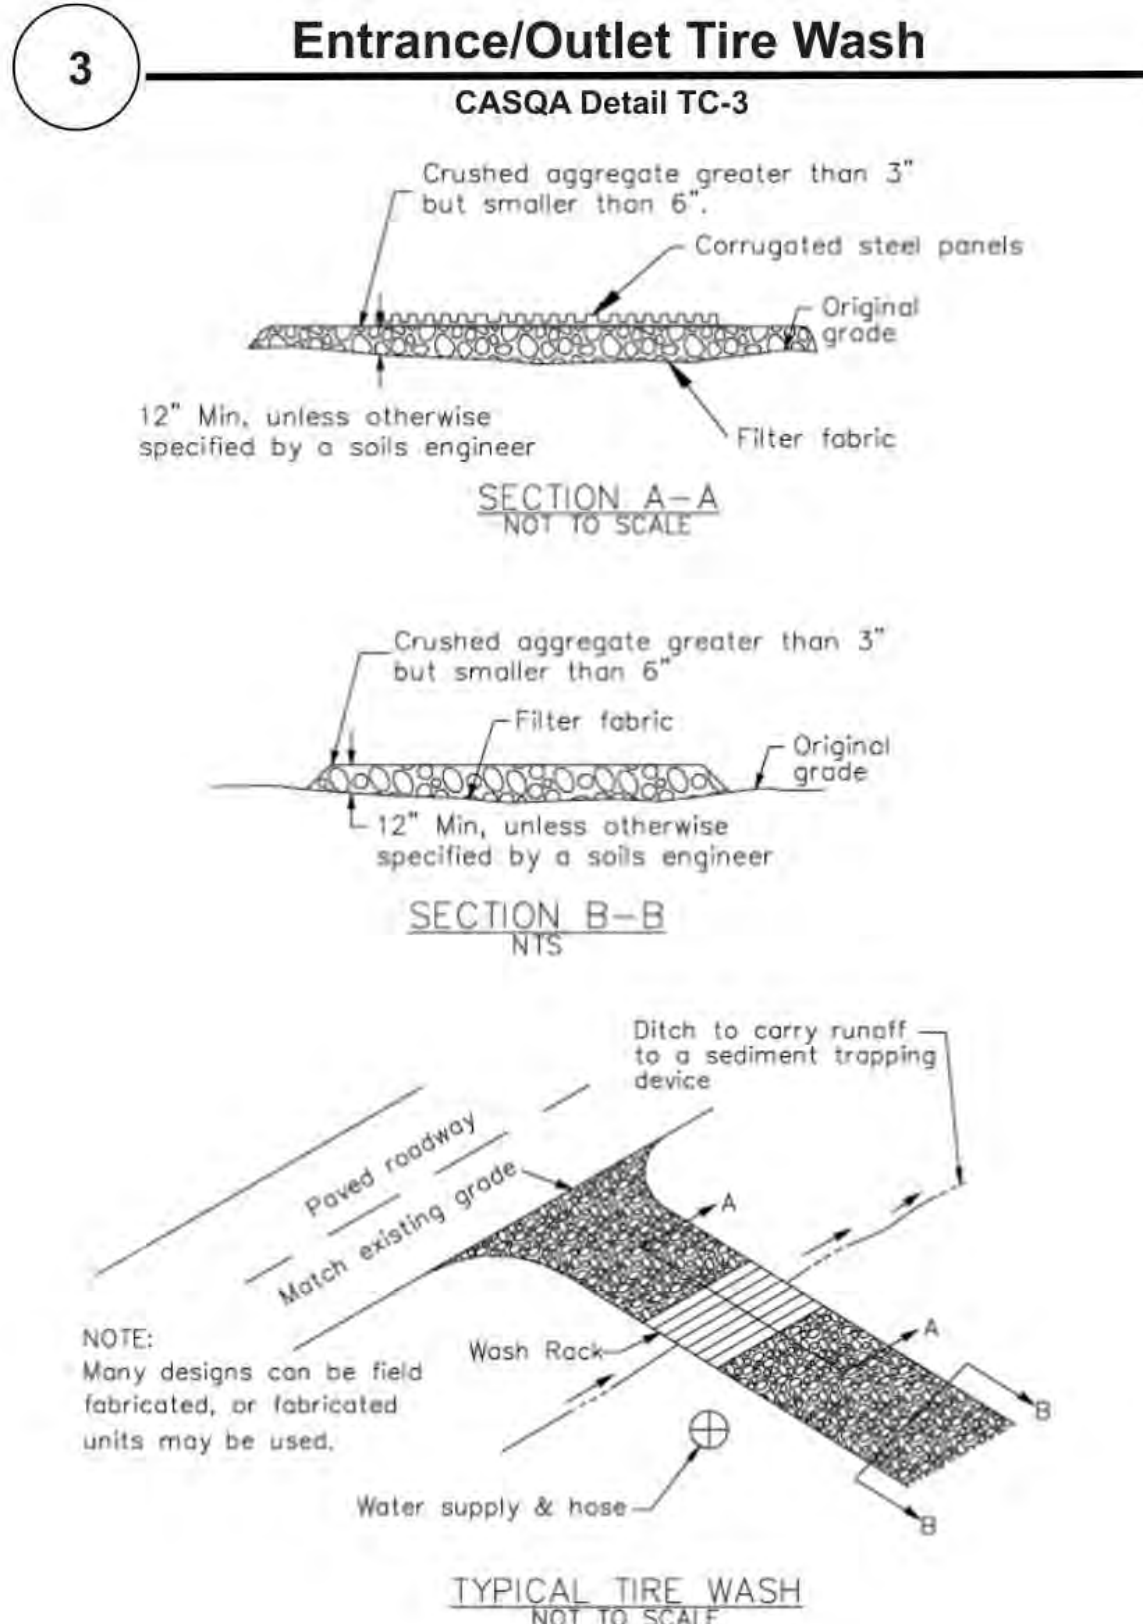 3
Entrance/Outlet Tire Wash
CASQA Detail TC-3
Crushed aggregate greater than 3"
but smaller than 6".
Corrugated steel panels
Original
grade
12" Min, unless otherwise
specified by a soils engineer
Filter fabric
SECTION A-A
NOT TO SCALE
Crushed aggregate greater than 3"
but smaller than 6"
Filter fabric
Original
grade
12" Min, unless otherwise
specified by a soils engineer
SECTION B-B
NTS
Ditch to carry runoff
to a sediment trapping
device
Paved roadway
Match existing grade
A
A
NOTE:
Many designs can be field
fabricated, or fabricated
units may be used.
Wash Rack
B
B
Water supply & hose
TYPICAL TIRE WASH
NOT TO SCALE